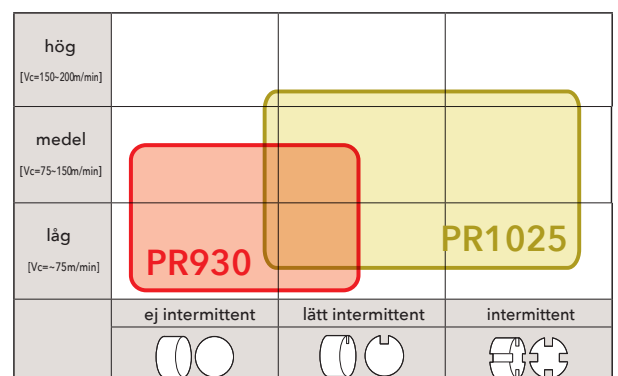 hög
[Vc=150~200m/min]
medel
[Vc=75~150m/min]
låg
[Vc=~75m/min]
PR930
PR1025
ej intermittent
lätt intermittent
intermittent